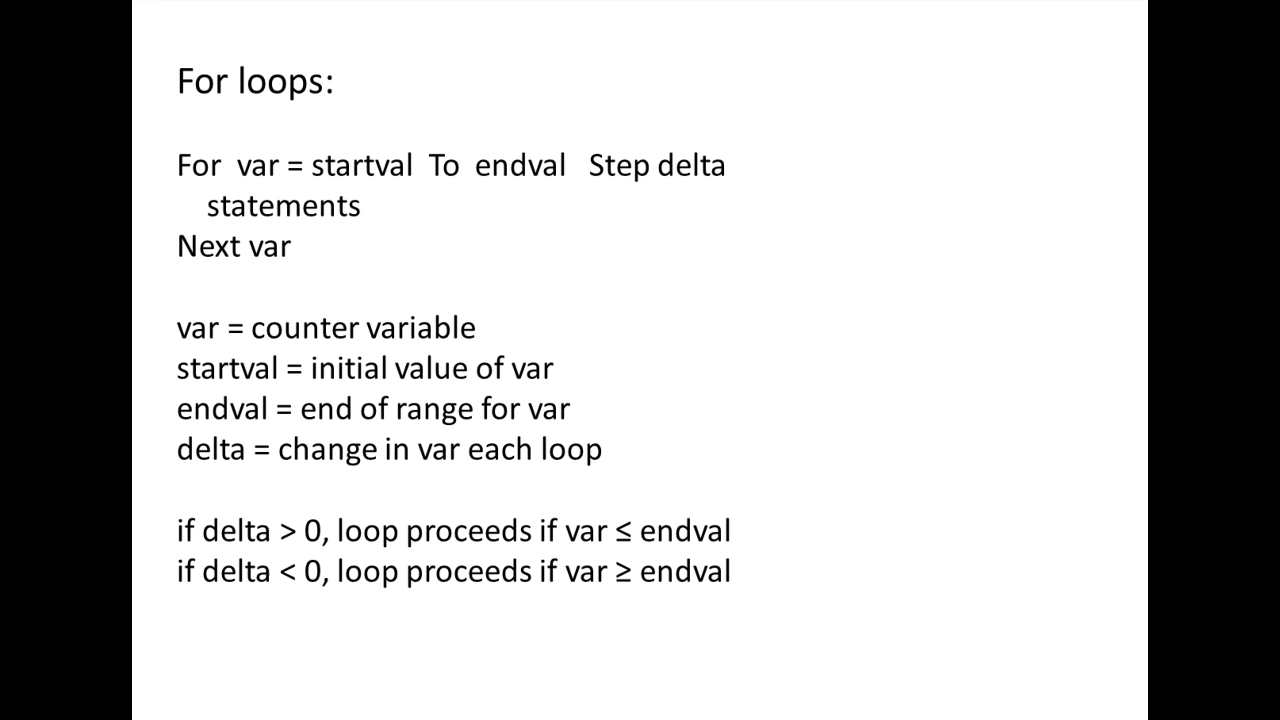 For loops:
For var = startval To endval Step delta
statements
Next var
var = counter variable
startval = initial value of var
endval = end of range for var
delta = change in var each loop
if delta > 0, loop proceeds if var ≤ endval
if delta < 0, loop proceeds if var ≥ endval